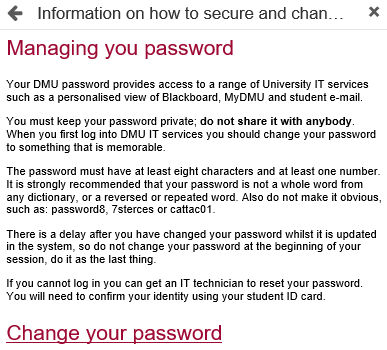 Information on how to secure and chan...
Managing you password
Your DMU password provides access to a range of University IT services
such as a personalised view of Blackboard, MyDMU and student e-mail.
You must keep your password private; do not share it with anybody.
When you first log into DMU IT services you should change your password
to something that is memorable.
The password must have at least eight characters and at least one number.
It is strongly recommended that your password is not a whole word from
any dictionary, or a reversed or repeated word. Also do not make it obvious,
such as: password8, 7sterces or cattac01.
There is a delay after you have changed your password whilst it is updated
in the system, so do not change your password at the beginning of your
session, do it as the last thing.
If you cannot log in you can get an IT technician to reset your password.
You will need to confirm your identity using your student ID card.
Change your password